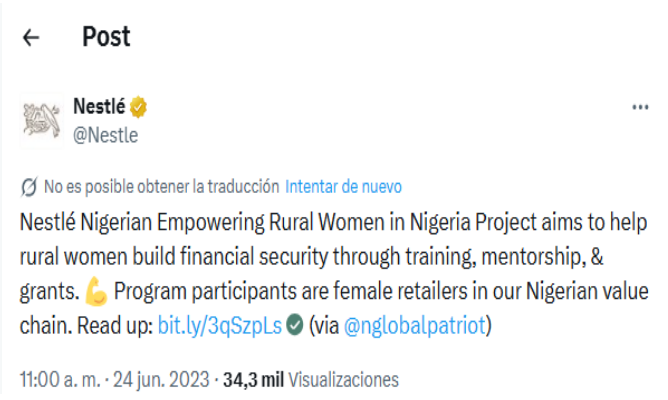 Post
Nestlé
@Nestle
No es posible obtener la traducción Intentar de nuevo
Nestlé Nigerian Empowering Rural Women in Nigeria Project aims to help
rural women build financial security through training, mentorship, &
grants. 💪 Program participants are female retailers in our Nigerian value
chain. Read up: bit.ly/3qSzpLs (via @nglobalpatriot)
11:00 a. m. · 24 jun. 2023 · 34,3 mil Visualizaciones